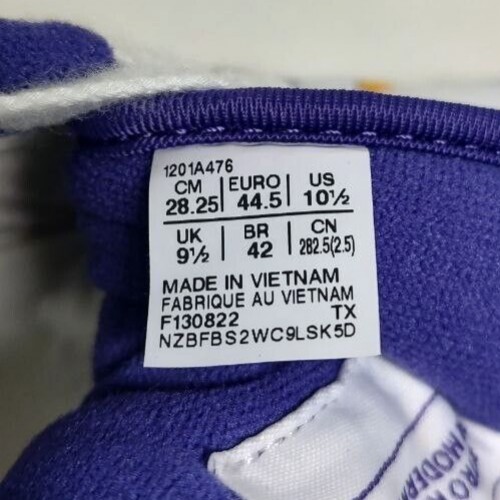 1201A476
CM EURO US
28.25 44.5 10½
UK BR CN
9½ 42 282.5(2.5)
MADE IN VIETNAM
FABRIQUE AU VIETNAM
F130822 TX
NZBFBS2WC9LSK5D